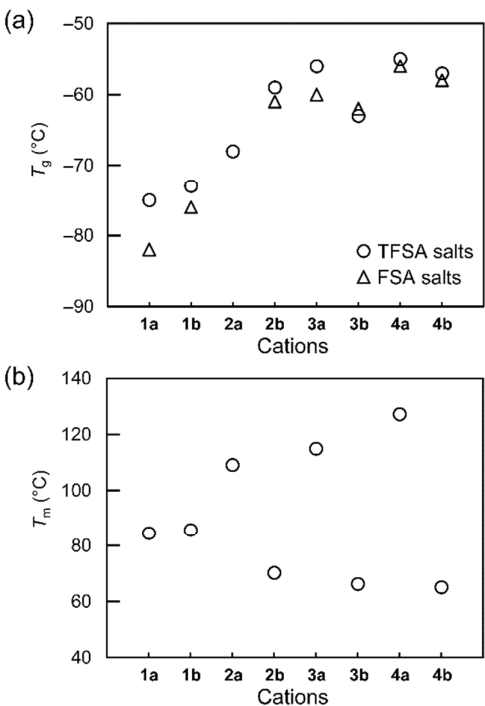 (a)
–50
–60
–70
–80
–90
Tg (°C)
TFSA salts
FSA salts
1a 1b 2a 2b 3a 3b 4a 4b
Cations
(b)
140
120
100
80
60
40
Tm (°C)
1a 1b 2a 2b 3a 3b 4a 4b
Cations